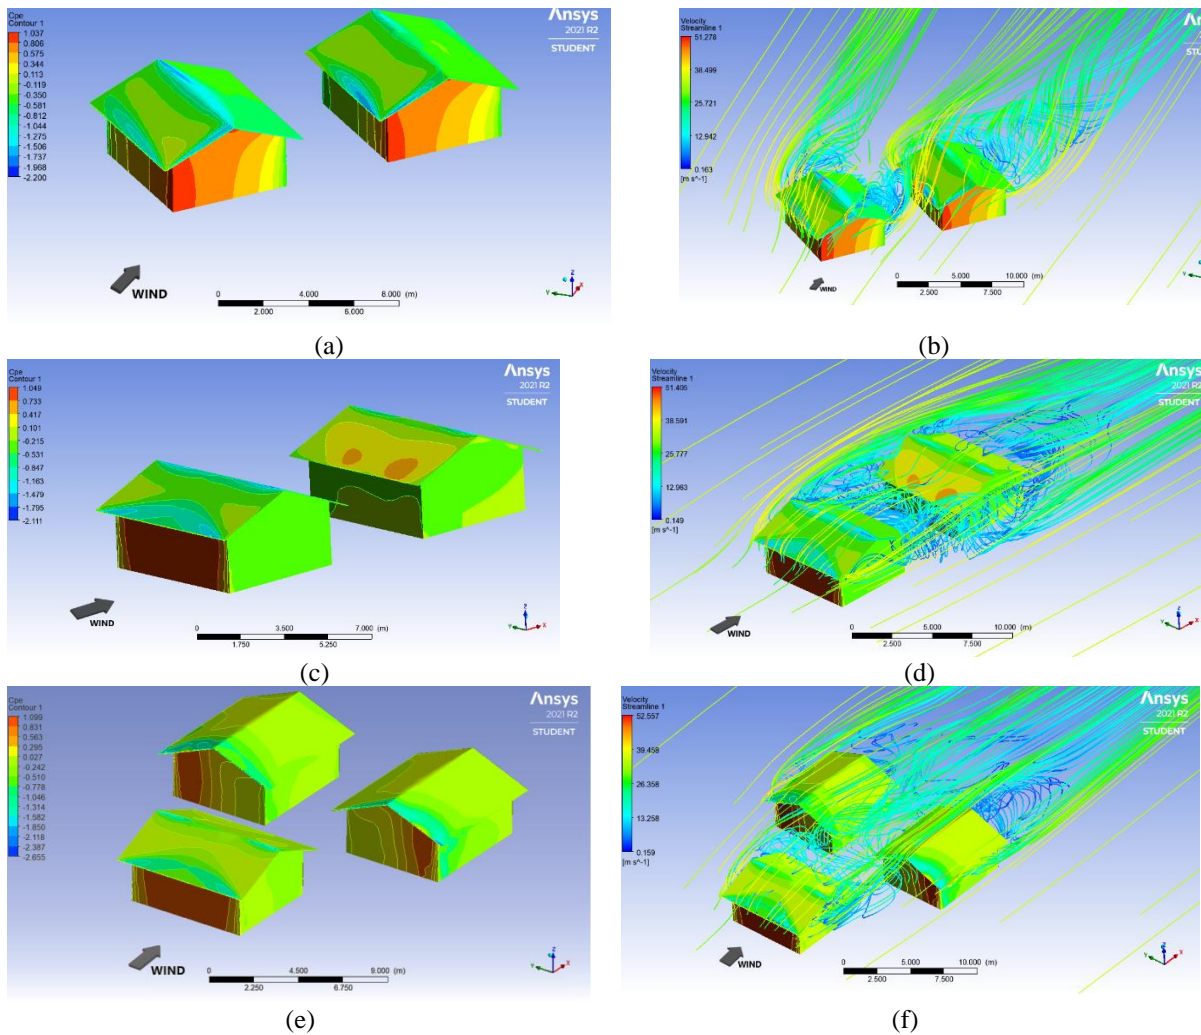 Cpe
Contour 1
1.037
0.806
0.575
0.344
0.113
-0.119
-0.350
-0.581
-0.812
-1.044
-1.275
-1.506
-1.737
-1.968
-2.200
Ansys
2021 R2
STUDENT
WIND
0 4.000 8.000 (m)
2.000 6.000
Z
Y X
(a)
Velocity
Streamline 1
51.278
38.499
25.721
12.942
0.163
[m s^-1]
Ans
2021
STUD
WIND
0 5.000 10.000 (m)
2.500 7.500
Z
Y
(b)
Cpe
Contour 1
1.049
0.733
0.417
0.101
-0.215
-0.531
-0.847
-1.163
-1.479
-1.795
-2.111
Ansys
2021 R2
STUDENT
WIND
0 3.500 7.000 (m)
1.750 5.250
Z
Y X
(c)
Velocity
Streamline 1
51.405
38.591
25.777
12.963
0.149
[m s^-1]
Ansys
2021 R2
STUDENT
WIND
0 5.000 10.000 (m)
2.500 7.500
Z
Y X
(d)
Cpe
Contour 1
1.099
0.831
0.563
0.295
0.027
-0.242
-0.510
-0.778
-1.046
-1.314
-1.582
-1.850
-2.118
-2.387
-2.655
Ansys
2021 R2
STUDENT
WIND
0 4.500 9.000 (m)
2.250 6.750
Z
Y X
(e)
Velocity
Streamline 1
52.557
39.458
26.358
13.258
0.159
[m s^-1]
Ansys
2021 R2
STUDENT
WIND
0 5.000 10.000 (m)
2.500 7.500
Z
Y X
(f)